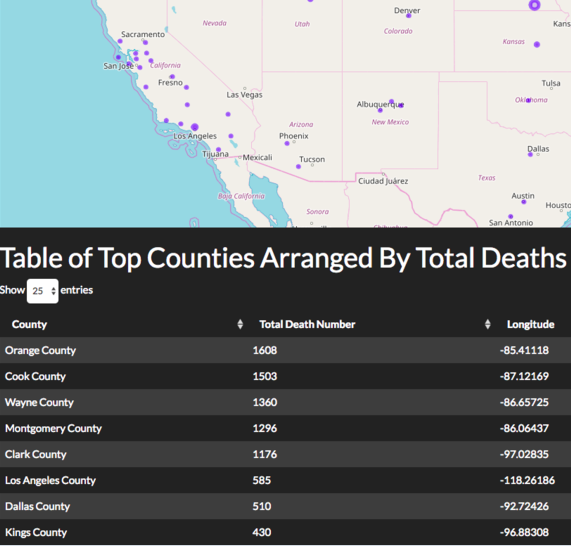 Denver
Kans
Nevada
Utah
Colorado
Sacramento
Kansas
San Jose
California
Fresno
Tulsa
Las Vegas
Albuquerque
Oklahoma
New Mexico
Arizona
Los Angeles
Phoenix
Dallas
Tijuana
Mexicali
Tucson
Ciudad Juárez
Texas
Baja California
Austin
Sonora
Housto
San Antonio
Table of Top Counties Arranged By Total Deaths
Show 25 entries
County Total Death Number Longitude
Orange County 1608 -85.41118
Cook County 1503 -87.12169
Wayne County 1360 -86.65725
Montgomery County 1296 -86.06437
Clark County 1176 -97.02835
Los Angeles County 585 -118.26186
Dallas County 510 -92.72426
Kings County 430 -96.88308